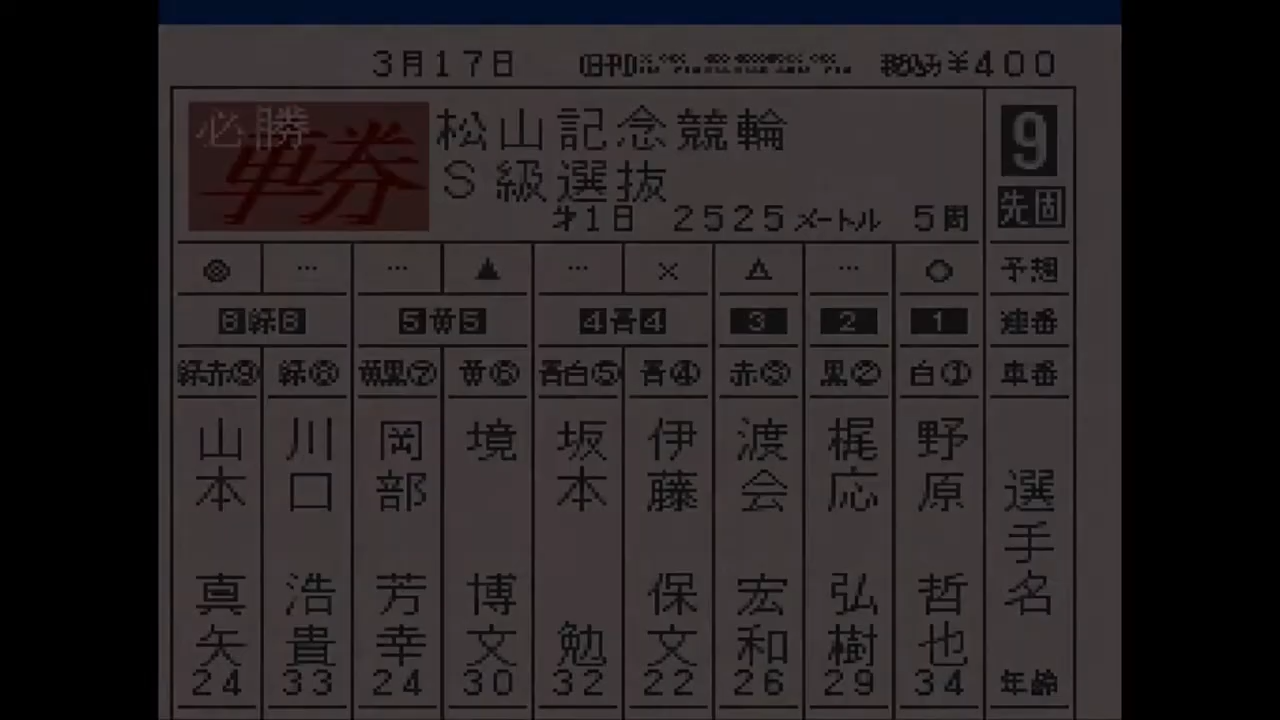 3月17日 税込み¥400
必勝
車券
松山記念競輪
S級選抜
才1日 2525メートル 5周
9
先固
◎ … … ▲ … × △ … ○ 予想
6緑6 5黄5 4青4 3 2 1 連番
緑赤⑨ 緑⑧ 黄黒⑦ 黄⑥ 青白⑤ 青④ 赤③ 黒② 白① 車番
山本 真矢 川口 浩貴 岡部 芳幸 境 博文 坂本 勉 伊藤 保文 渡会 宏和 梶応 弘樹 野原 哲也 選手名
24 33 24 30 32 22 26 29 34 年齢